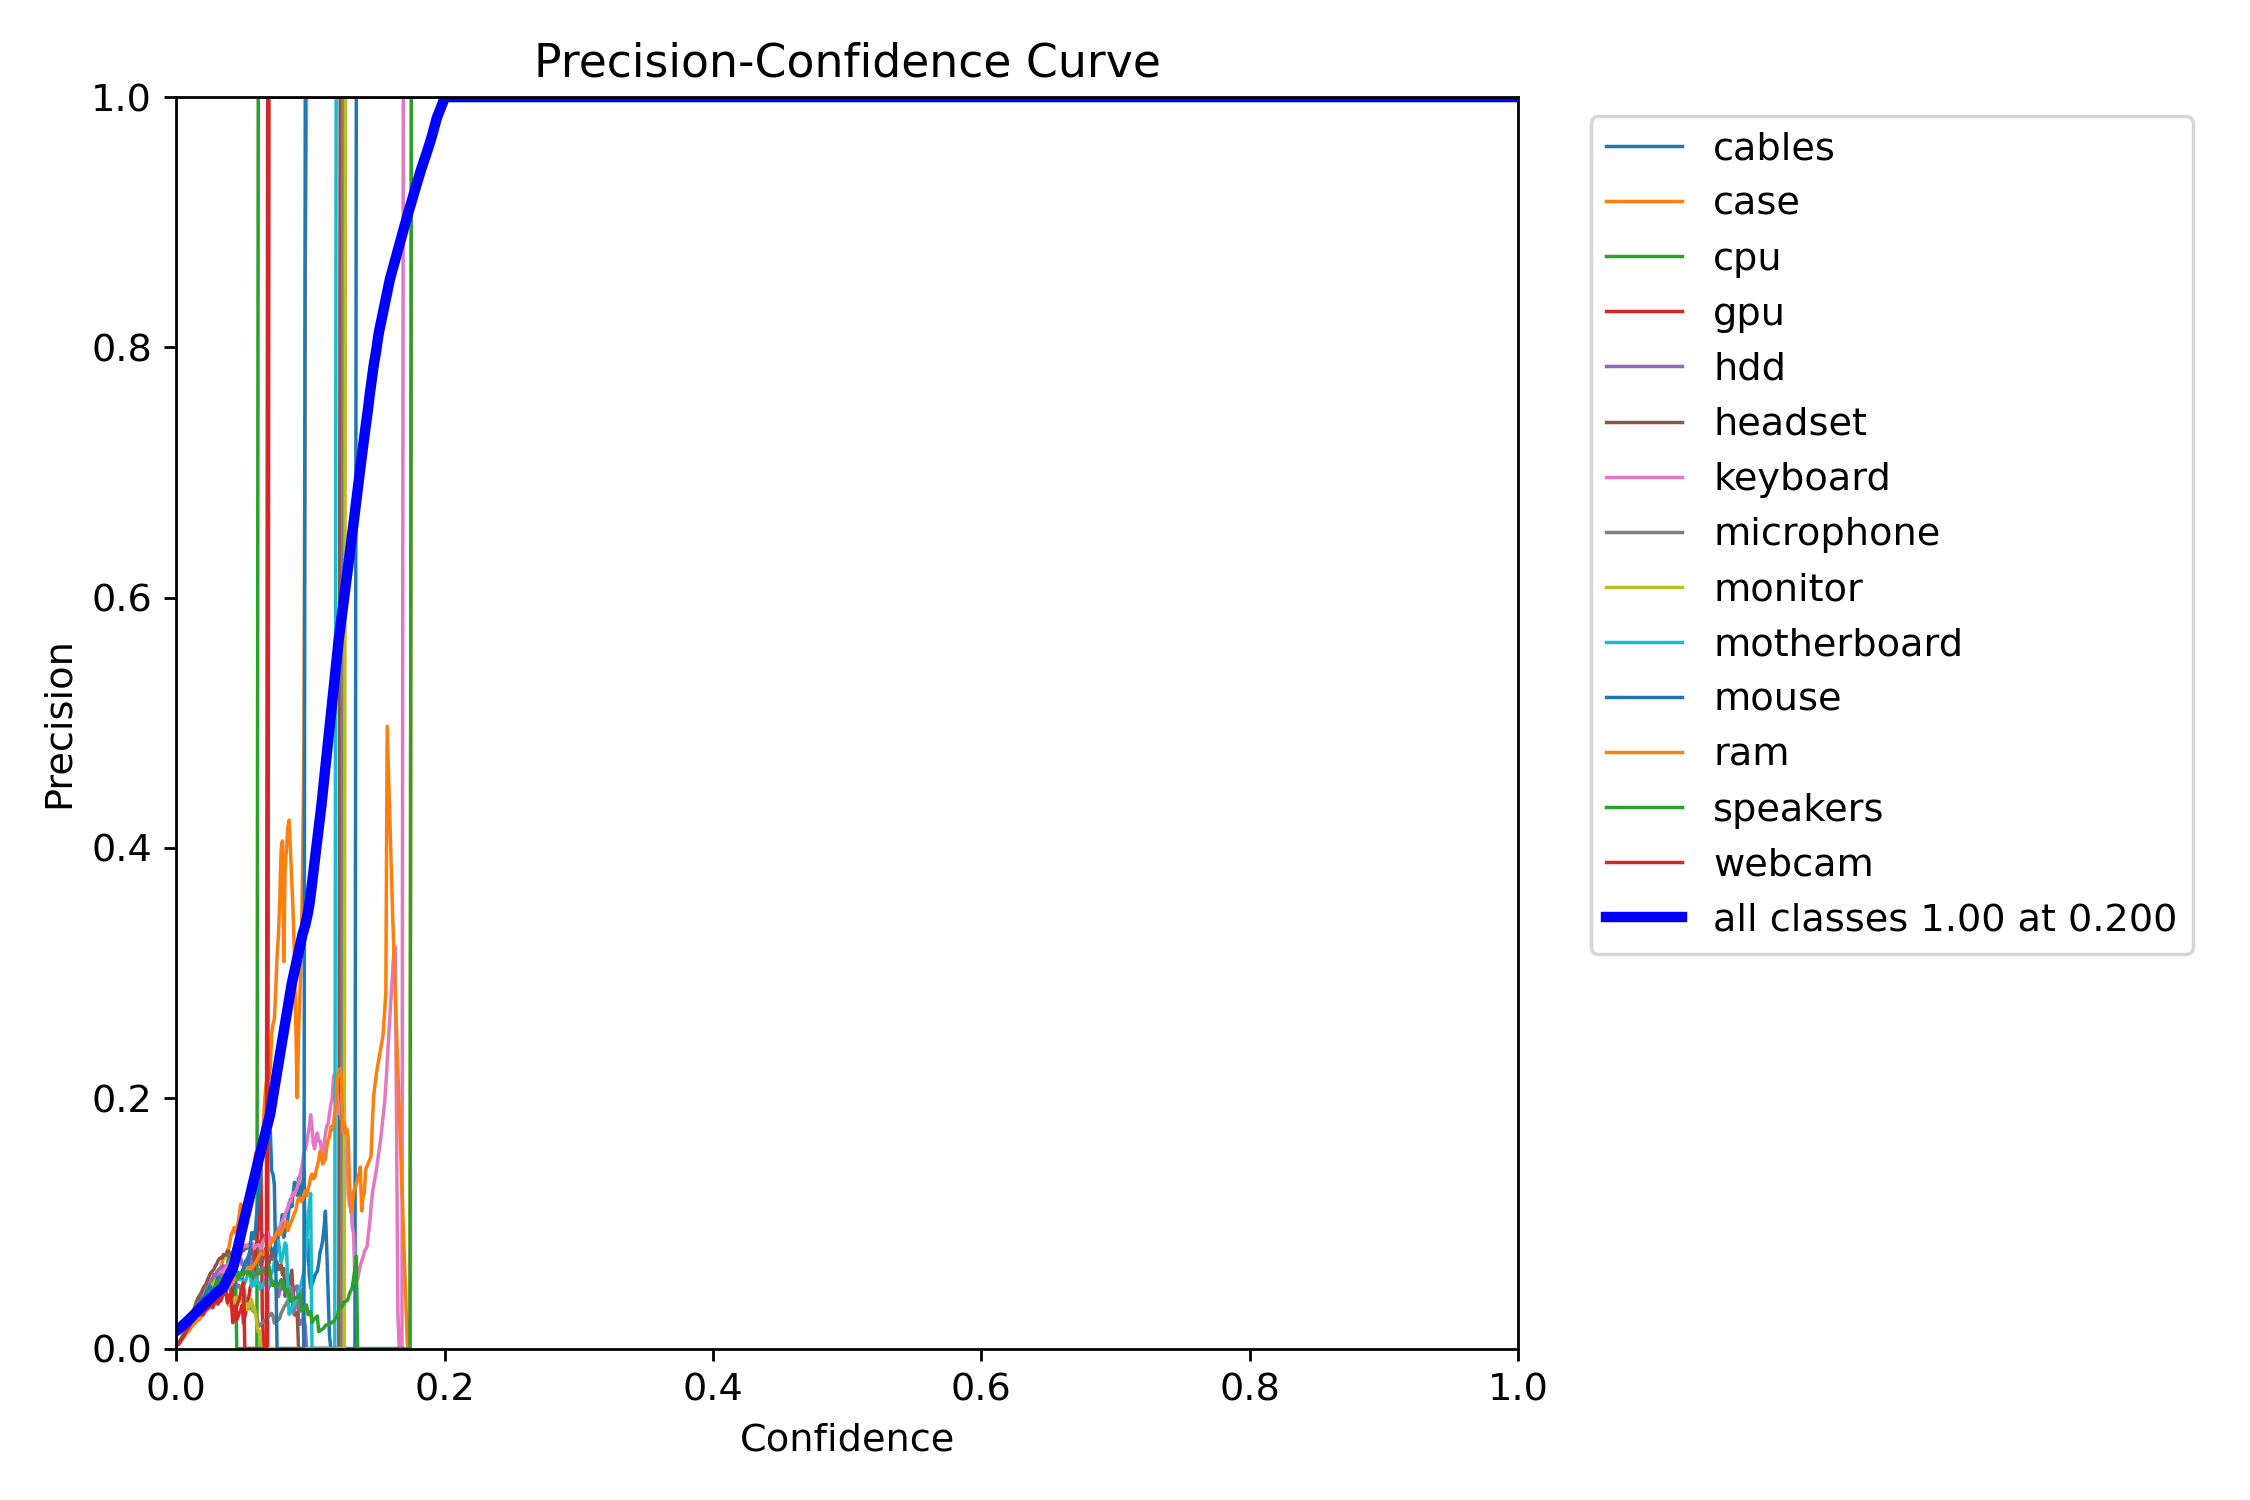 Precision-Confidence Curve
1.0
0.8
0.6
0.4
0.2
0.0
Precision
0.0 0.2 0.4 0.6 0.8 1.0
Confidence
cables
case
cpu
gpu
hdd
headset
keyboard
microphone
monitor
motherboard
mouse
ram
speakers
webcam
all classes 1.00 at 0.200